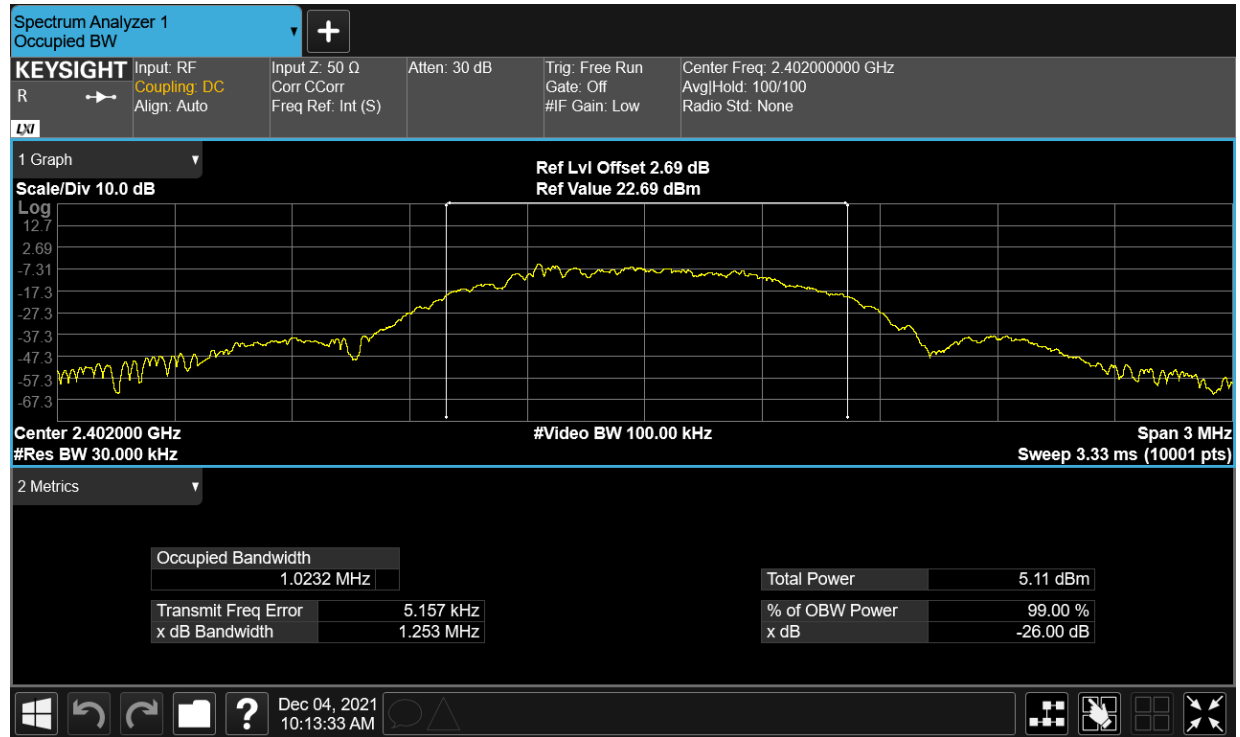 Spectrum Analyzer 1
Occupied BW
+
KEYSIGHT Input: RF Input Z: 50 Ω Atten: 30 dB Trig: Free Run Center Freq: 2.402000000 GHz
R Coupling: DC Corr CCorr Gate: Off Avg|Hold: 100/100
Align: Auto Freq Ref: Int (S) #IF Gain: Low Radio Std: None
LXI
1 Graph
Ref Lvl Offset 2.69 dB
Scale/Div 10.0 dB Ref Value 22.69 dBm
Log
12.7
2.69
-7.31
-17.3
-27.3
-37.3
-47.3
-57.3
-67.3
Center 2.402000 GHz #Video BW 100.00 kHz Span 3 MHz
#Res BW 30.000 kHz Sweep 3.33 ms (10001 pts)
2 Metrics
Occupied Bandwidth
1.0232 MHz Total Power 5.11 dBm
Transmit Freq Error 5.157 kHz % of OBW Power 99.00 %
x dB Bandwidth 1.253 MHz x dB -26.00 dB
? Dec 04, 2021
10:13:33 AM